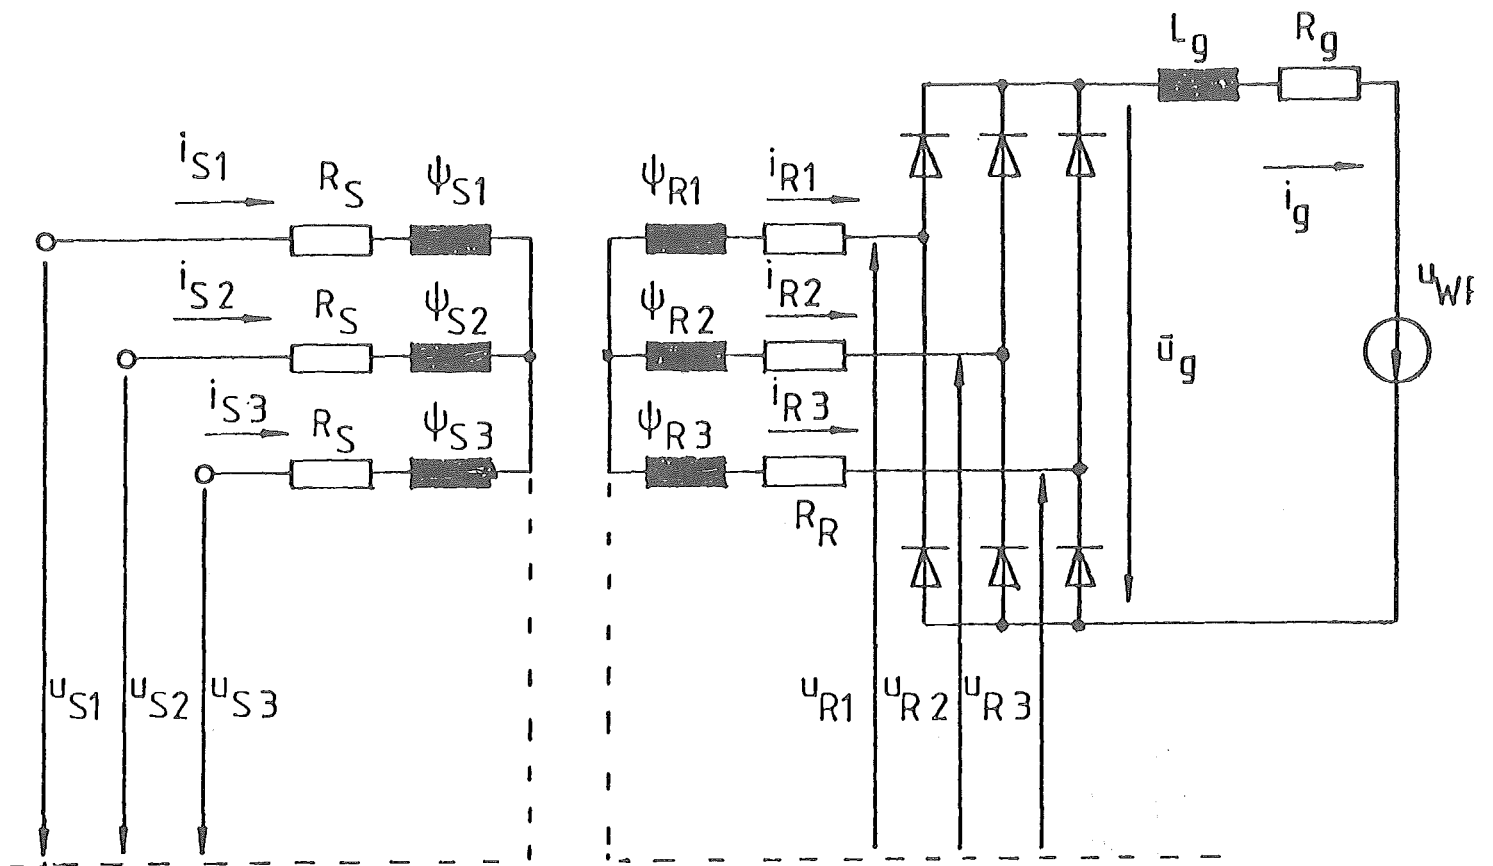 L_g R_g
i_S1 R_S ψ_S1 ψ_R1 i_R1
i_g
i_S2 R_S ψ_S2 ψ_R2 i_R2
ū_g
i_S3 R_S ψ_S3 ψ_R3 i_R3
R_R
u_S1 u_S2 u_S3 u_R1 u_R2 u_R3